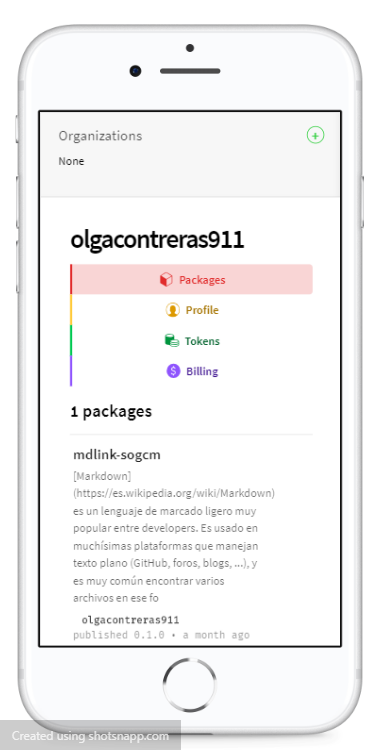 Organizations
None
olgacontreras911
Packages
Profile
Tokens
Billing
1 packages
mdlink-sogcm
[Markdown]
(https://es.wikipedia.org/wiki/Markdown)
es un lenguaje de marcado ligero muy
popular entre developers. Es usado en
muchísimas plataformas que manejan
texto plano (GitHub, foros, blogs, ...), y
es muy común encontrar varios
archivos en ese fo
olgacontreras911
published 0.1.0 • a month ago
Created using shotsnapp.com